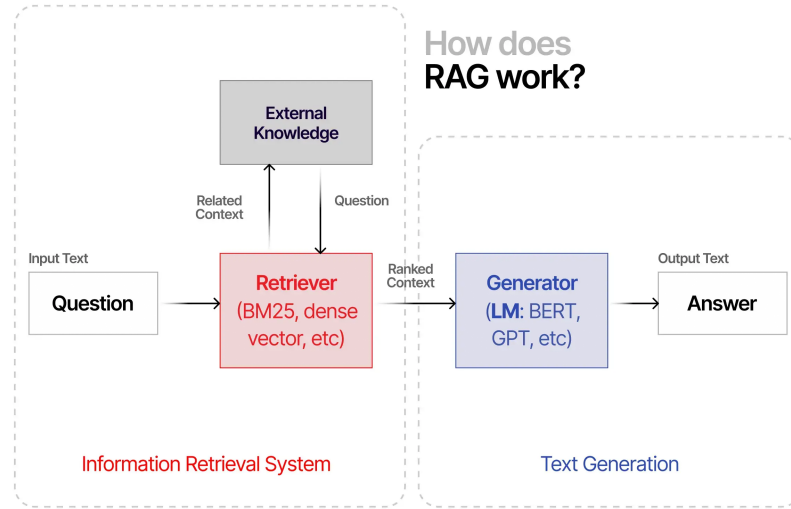 How does
RAG work?
External
Knowledge
Related
Context
Question
Input Text
Question
Retriever
(BM25, dense
vector, etc)
Ranked
Context
Generator
(LM: BERT,
GPT, etc)
Output Text
Answer
Information Retrieval System
Text Generation